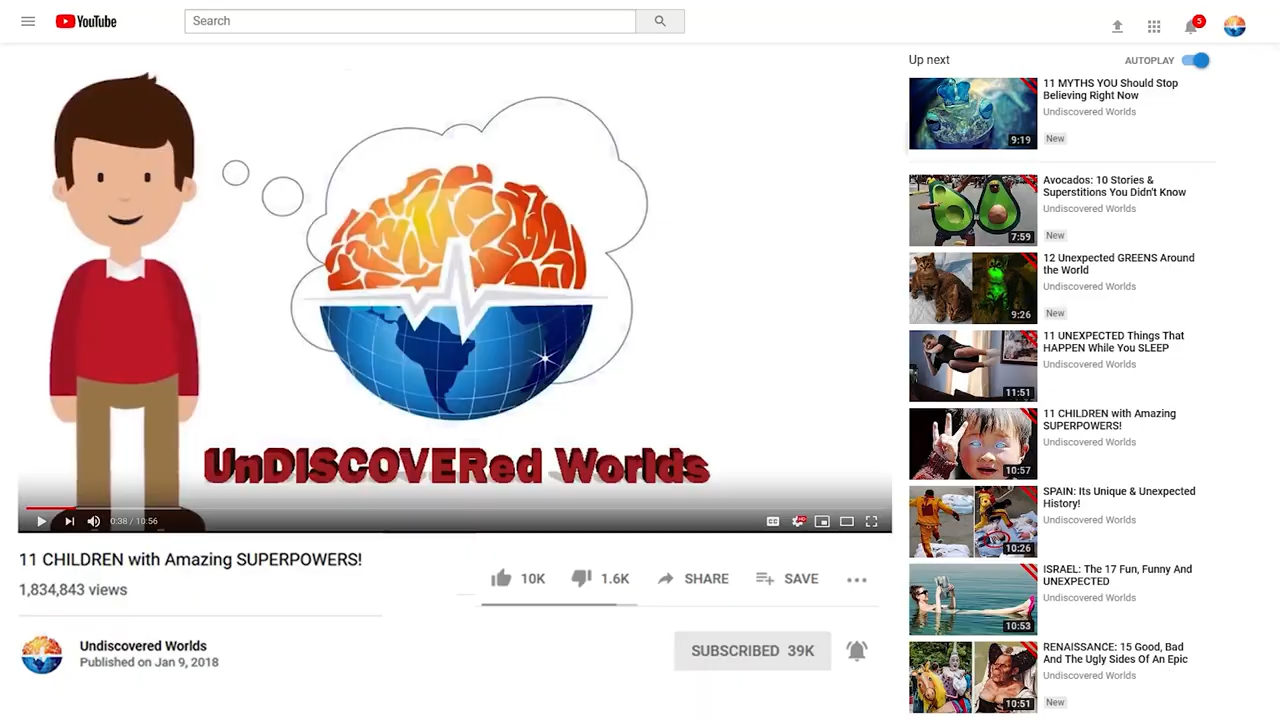 YouTube
Search
5
Up next
AUTOPLAY
11 MYTHS YOU Should Stop
Believing Right Now
Undiscovered Worlds
New
9:19
Avocados: 10 Stories &
Superstitions You Didn't Know
Undiscovered Worlds
New
7:59
12 Unexpected GREENS Around
the World
Undiscovered Worlds
New
9:26
11 UNEXPECTED Things That
HAPPEN While You SLEEP
Undiscovered Worlds
11:51
11 CHILDREN with Amazing
SUPERPOWERS!
Undiscovered Worlds
10:57
SPAIN: Its Unique & Unexpected
History!
Undiscovered Worlds
10:26
ISRAEL: The 17 Fun, Funny And
UNEXPECTED
Undiscovered Worlds
10:53
RENAISSANCE: 15 Good, Bad
And The Ugly Sides Of An Epic
Undiscovered Worlds
New
10:51
UnDISCOVERed Worlds
0:38 / 10:56
CC
HD
11 CHILDREN with Amazing SUPERPOWERS!
1,834,843 views
10K
1.6K
SHARE
SAVE
Undiscovered Worlds
Published on Jan 9, 2018
SUBSCRIBED 39K